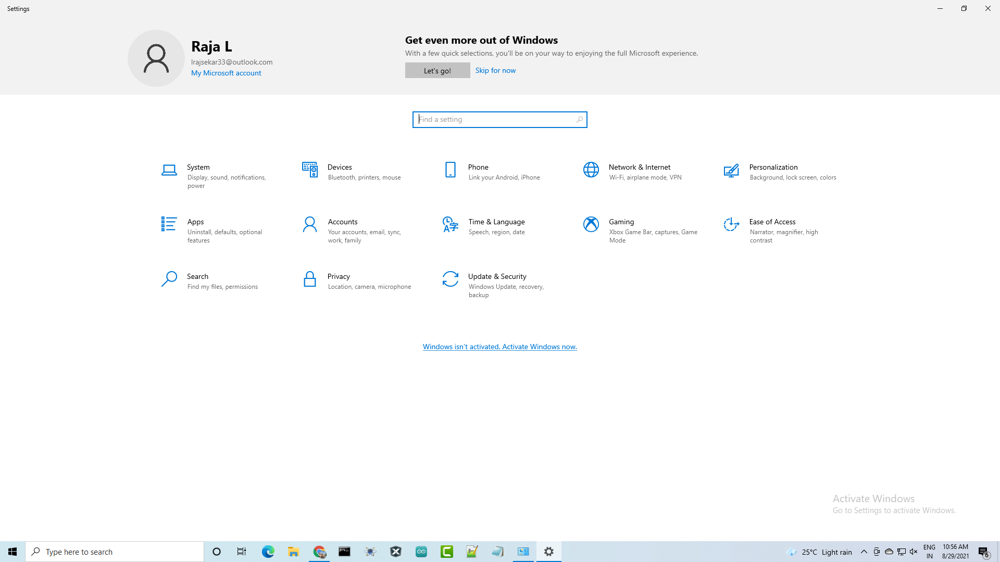 Settings
Raja L
lrajsekar33@outlook.com
My Microsoft account
Get even more out of Windows
With a few quick selections, you'll be on your way to enjoying the full Microsoft experience.
Let's go!
Skip for now
Find a setting
System
Display, sound, notifications,
power
Devices
Bluetooth, printers, mouse
Phone
Link your Android, iPhone
Network & Internet
Wi-Fi, airplane mode, VPN
Personalization
Background, lock screen, colors
Apps
Uninstall, defaults, optional
features
Accounts
Your accounts, email, sync,
work, family
Time & Language
Speech, region, date
Gaming
Xbox Game Bar, captures, Game
Mode
Ease of Access
Narrator, magnifier, high
contrast
Search
Find my files, permissions
Privacy
Location, camera, microphone
Update & Security
Windows Update, recovery,
backup
Windows isn't activated. Activate Windows now.
Activate Windows
Go to Settings to activate Windows.
Type here to search
25°C Light rain
ENG
IN
10:56 AM
8/29/2021
6